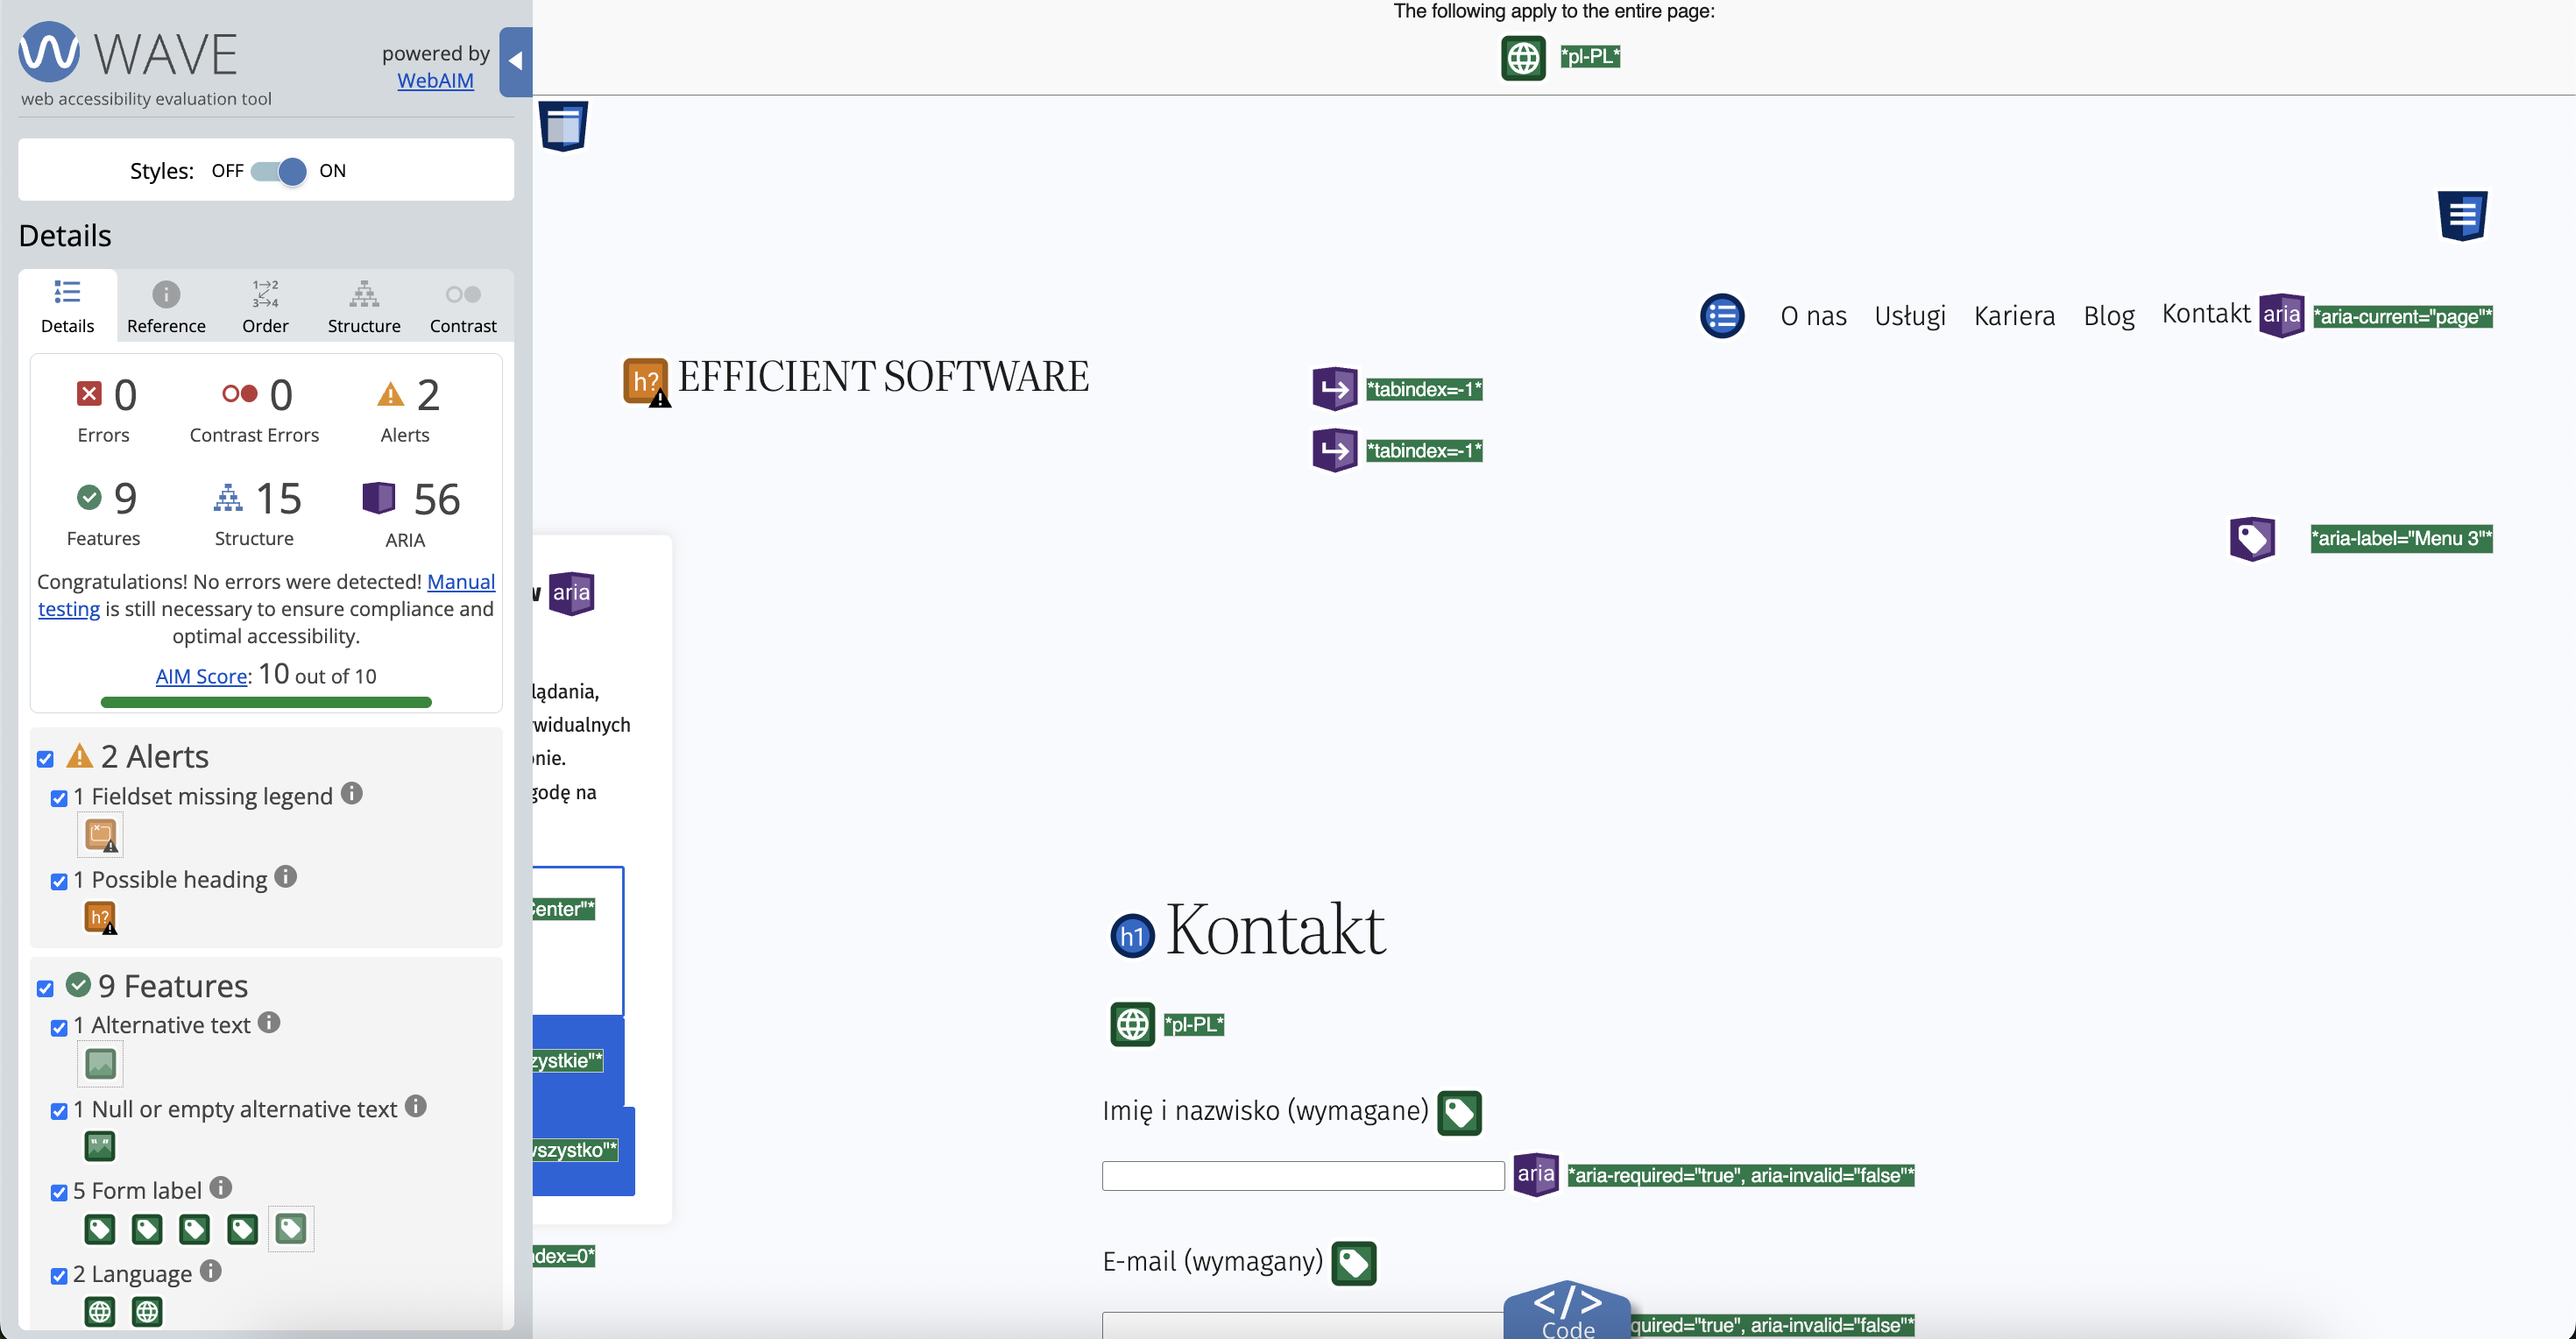 WAVE
web accessibility evaluation tool
powered by
WebAIM
Styles: OFF ON
Details
Details Reference Order Structure Contrast
1→2
3→4
0 0 2
Errors Contrast Errors Alerts
9 15 56
Features Structure ARIA
Congratulations! No errors were detected! Manual
testing is still necessary to ensure compliance and
optimal accessibility.
AIM Score: 10 out of 10
2 Alerts
1 Fieldset missing legend
1 Possible heading
h?
9 Features
1 Alternative text
1 Null or empty alternative text
5 Form label
2 Language
The following apply to the entire page:
*pl-PL*
O nas Usługi Kariera Blog Kontakt aria *aria-current="page"*
h? EFFICIENT SOFTWARE
*tabindex=-1*
*tabindex=-1*
*aria-label="Menu 3"*
aria
lądania,
widualnych
nie.
godę na
Center"*
zystkie"*
wszystko"*
dex=0*
h1 Kontakt
*pl-PL*
Imię i nazwisko (wymagane)
aria *aria-required="true", aria-invalid="false"*
E-mail (wymagany)
</> Code
quired="true", aria-invalid="false"*